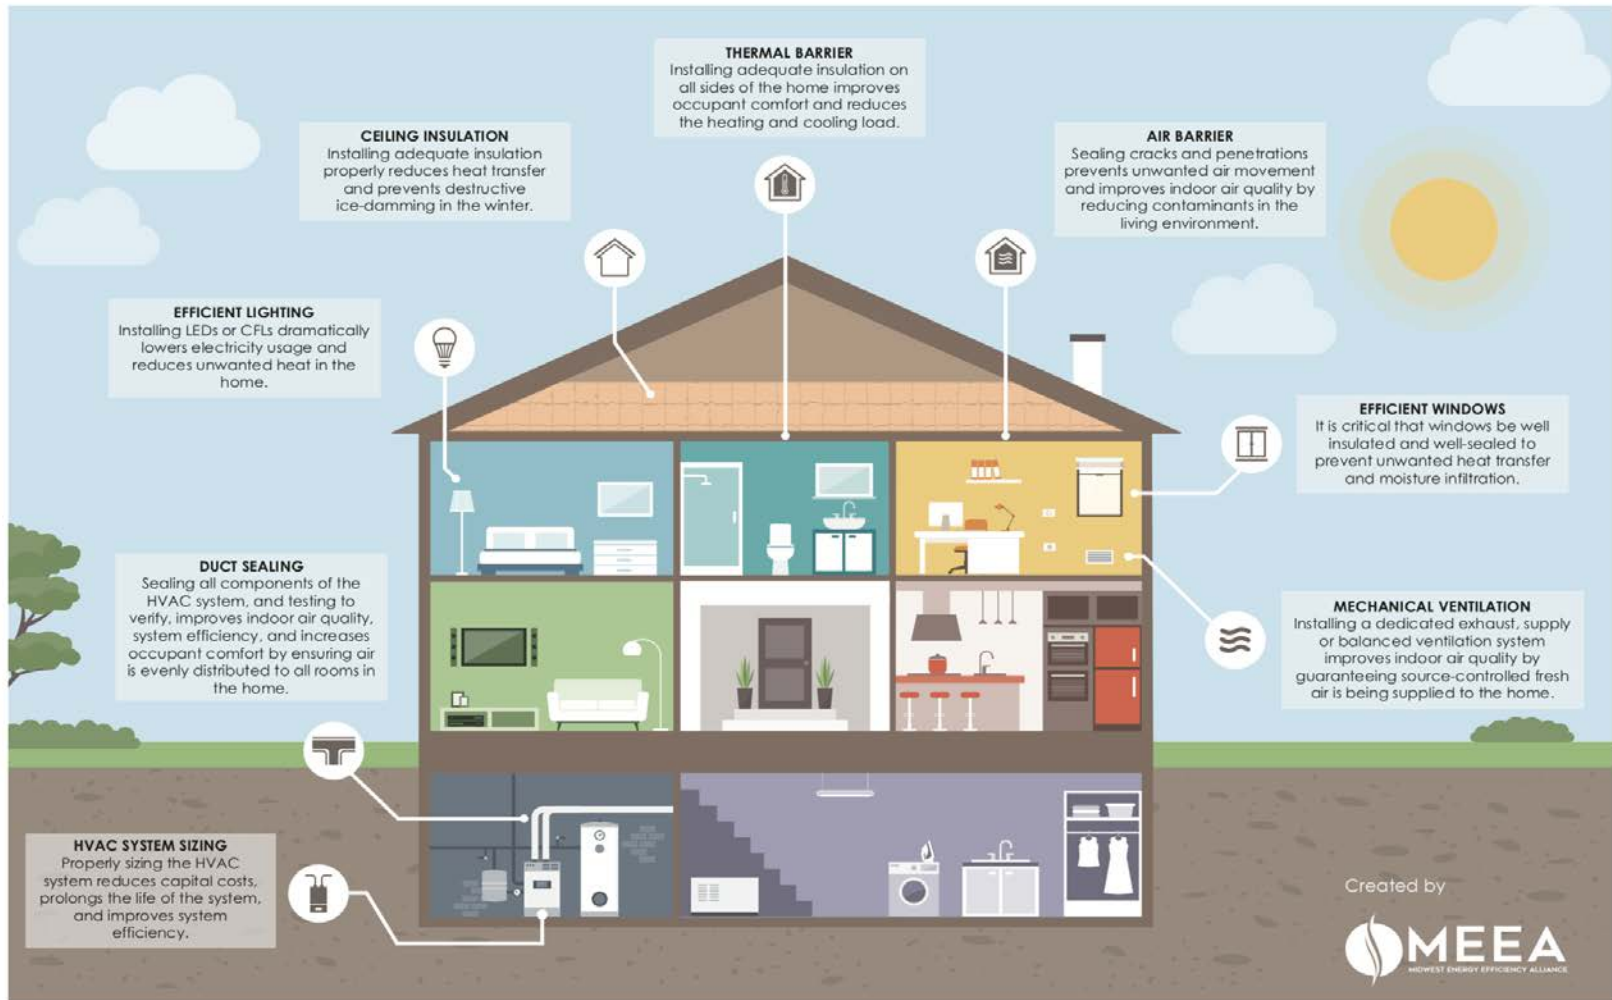 THERMAL BARRIER
Installing adequate insulation on
all sides of the home improves
occupant comfort and reduces
the heating and cooling load.
CEILING INSULATION
Installing adequate insulation
properly reduces heat transfer
and prevents destructive
ice-damming in the winter.
AIR BARRIER
Sealing cracks and penetrations
prevents unwanted air movement
and improves indoor air quality by
reducing contaminants in the
living environment.
EFFICIENT LIGHTING
Installing LEDs or CFLs dramatically
lowers electricity usage and
reduces unwanted heat in the
home.
EFFICIENT WINDOWS
It is critical that windows be well
insulated and well-sealed to
prevent unwanted heat transfer
and moisture infiltration.
DUCT SEALING
Sealing all components of the
HVAC system, and testing to
verify, improves indoor air quality,
system efficiency, and increases
occupant comfort by ensuring air
is evenly distributed to all rooms in
the home.
MECHANICAL VENTILATION
Installing a dedicated exhaust, supply
or balanced ventilation system
improves indoor air quality by
guaranteeing source-controlled fresh
air is being supplied to the home.
HVAC SYSTEM SIZING
Properly sizing the HVAC
system reduces capital costs,
prolongs the life of the system,
and improves system
efficiency.
Created by
MEEA
MIDWEST ENERGY EFFICIENCY ALLIANCE